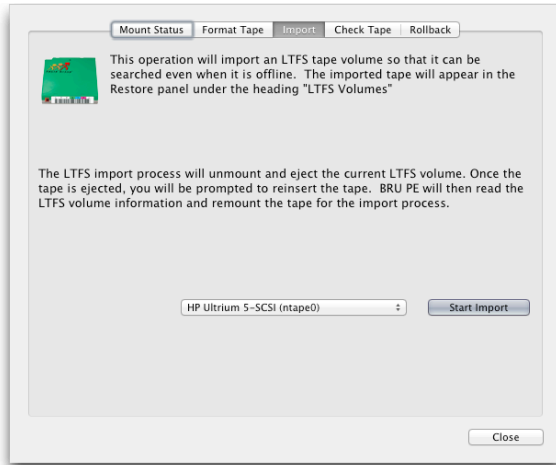 Mount Status Format Tape Import Check Tape Rollback
This operation will import an LTFS tape volume so that it can be
searched even when it is offline. The imported tape will appear in the
Restore panel under the heading "LTFS Volumes"
The LTFS import process will unmount and eject the current LTFS volume. Once the
tape is ejected, you will be prompted to reinsert the tape. BRU PE will then read the
LTFS volume information and remount the tape for the import process.
HP Ultrium 5-SCSI (ntape0) Start Import
Close